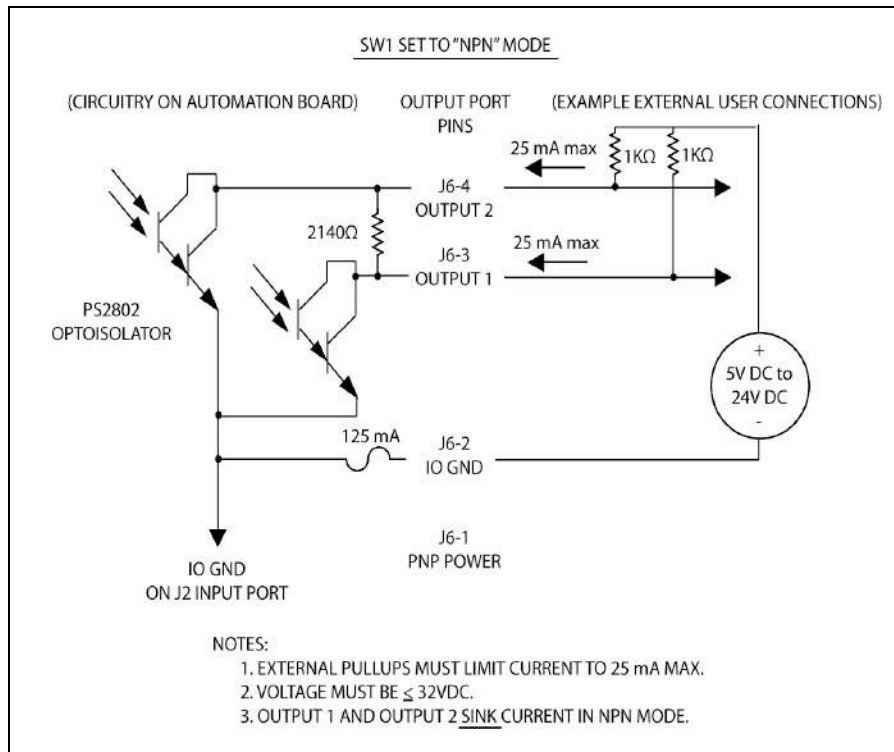 SW1 SET TO "NPN" MODE
(CIRCUITRY ON AUTOMATION BOARD)
OUTPUT PORT
PINS
(EXAMPLE EXTERNAL USER CONNECTIONS)
25 mA max
1KΩ
1KΩ
J6-4
OUTPUT 2
2140Ω
J6-3
OUTPUT 1
25 mA max
PS2802
OPTOISOLATOR
+
5V DC to
24V DC
-
125 mA
J6-2
IO GND
J6-1
PNP POWER
IO GND
ON J2 INPUT PORT
NOTES:
1. EXTERNAL PULLUPS MUST LIMIT CURRENT TO 25 mA MAX.
2. VOLTAGE MUST BE ≤ 32VDC.
3. OUTPUT 1 AND OUTPUT 2 SINK CURRENT IN NPN MODE.